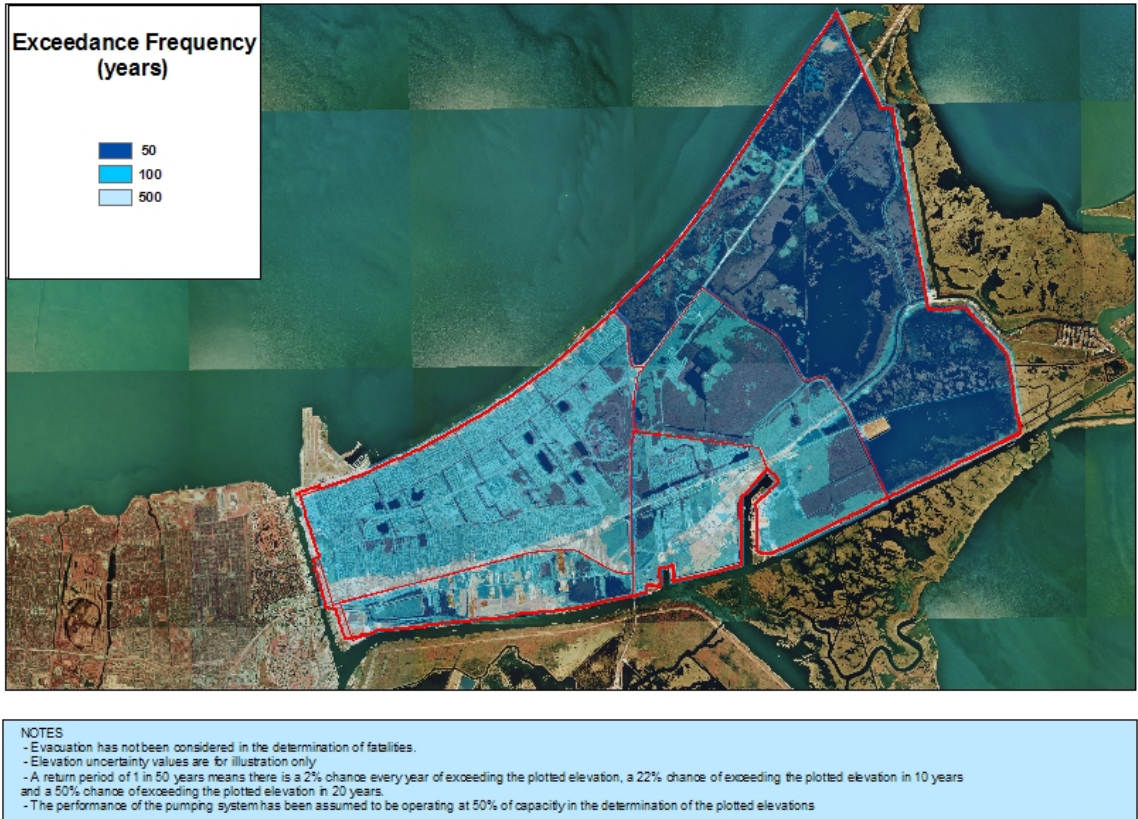 Exceedance Frequency
(years)
50
100
500
NOTES
- Evacuation has not been considered in the determination of fatalities.
- Elevation uncertainty values are for illustration only
- A return period of 1 in 50 years means there is a 2% chance every year of exceeding the plotted elevation, a 22% chance of exceeding the plotted elevation in 10 years
and a 50% chance of exceeding the plotted elevation in 20 years.
- The performance of the pumping system has been assumed to be operating at 50% of capacity in the determination of the plotted elevations